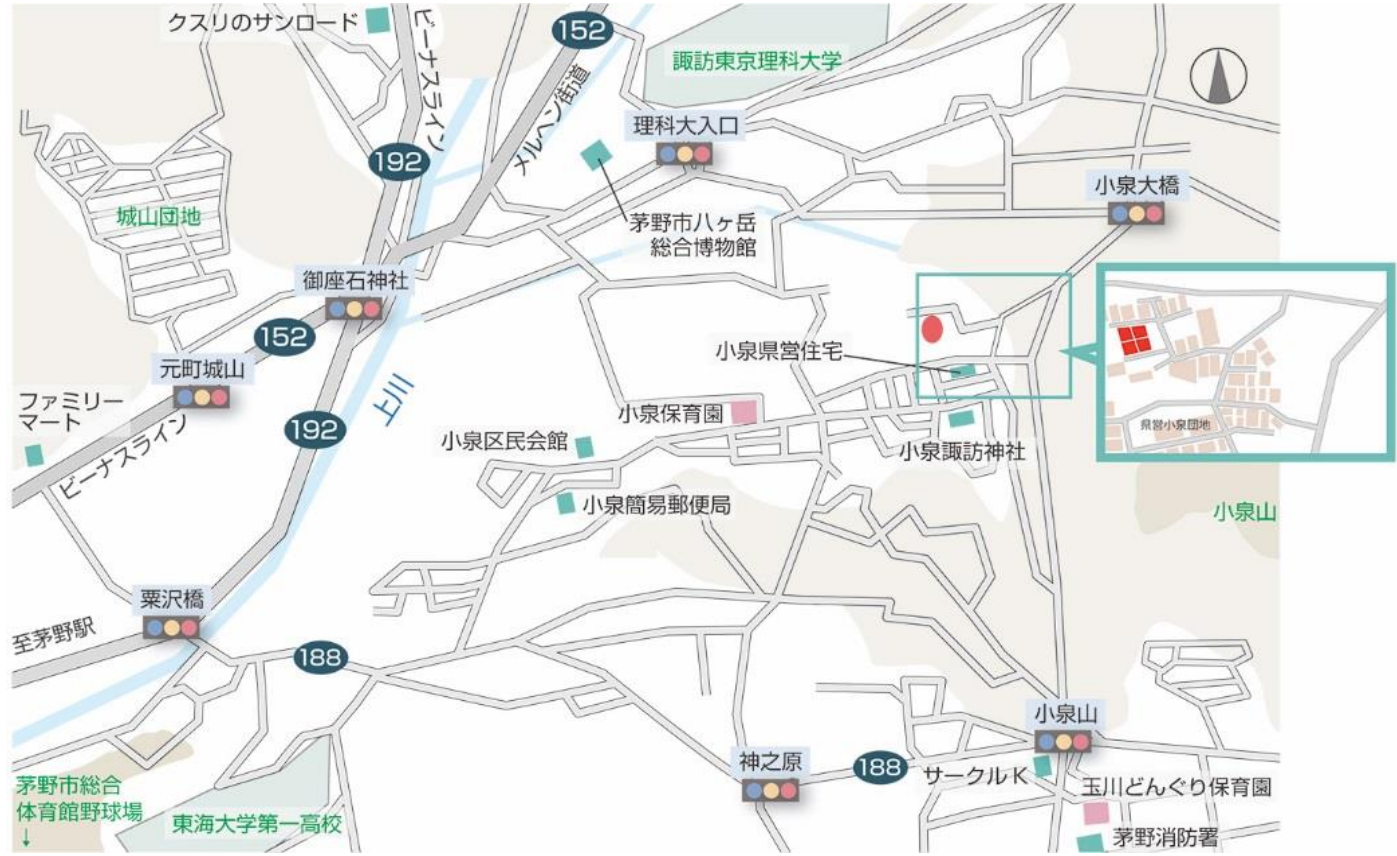 クスリのサンロード
ビーナスライン
152
メルヘン街道
諏訪東京理科大学
理科大入口
192
小泉大橋
城山団地
茅野市八ヶ岳
総合博物館
御座石神社
152
元町城山
小泉県営住宅
上川
ファミリー
マート
192
小泉保育園
県営小泉団地
ビーナスライン
小泉区民会館
小泉諏訪神社
小泉簡易郵便局
小泉山
粟沢橋
至茅野駅
188
小泉山
神之原
188
サークルK
玉川どんぐり保育園
茅野市総合
体育館野球場
↓
東海大学第一高校
茅野消防署